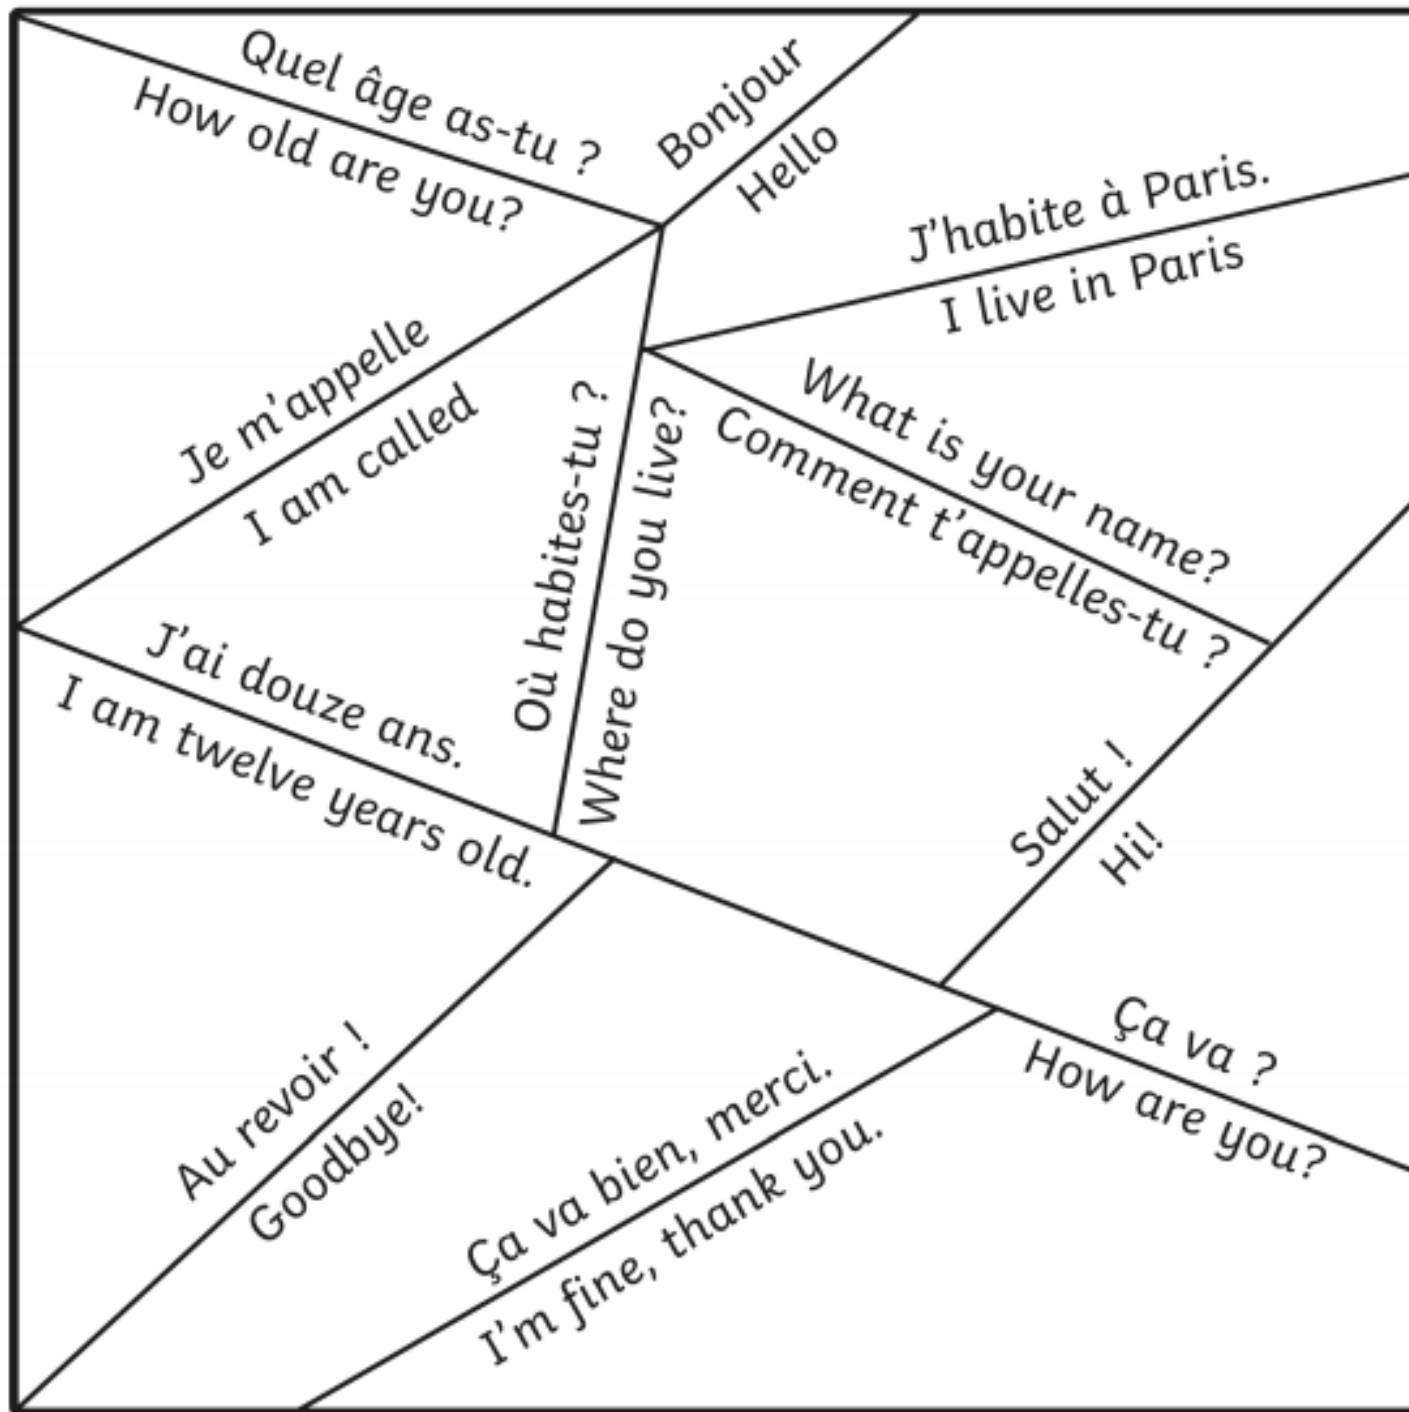 Quel âge as-tu ?
How old are you?
Bonjour
Hello
J'habite à Paris.
I live in Paris
Je m'appelle
I am called
Où habites-tu ?
Where do you live?
What is your name?
Comment t'appelles-tu ?
J'ai douze ans.
I am twelve years old.
Salut !
Hi!
Au revoir !
Goodbye!
Ça va bien, merci.
I'm fine, thank you.
Ça va ?
How are you?